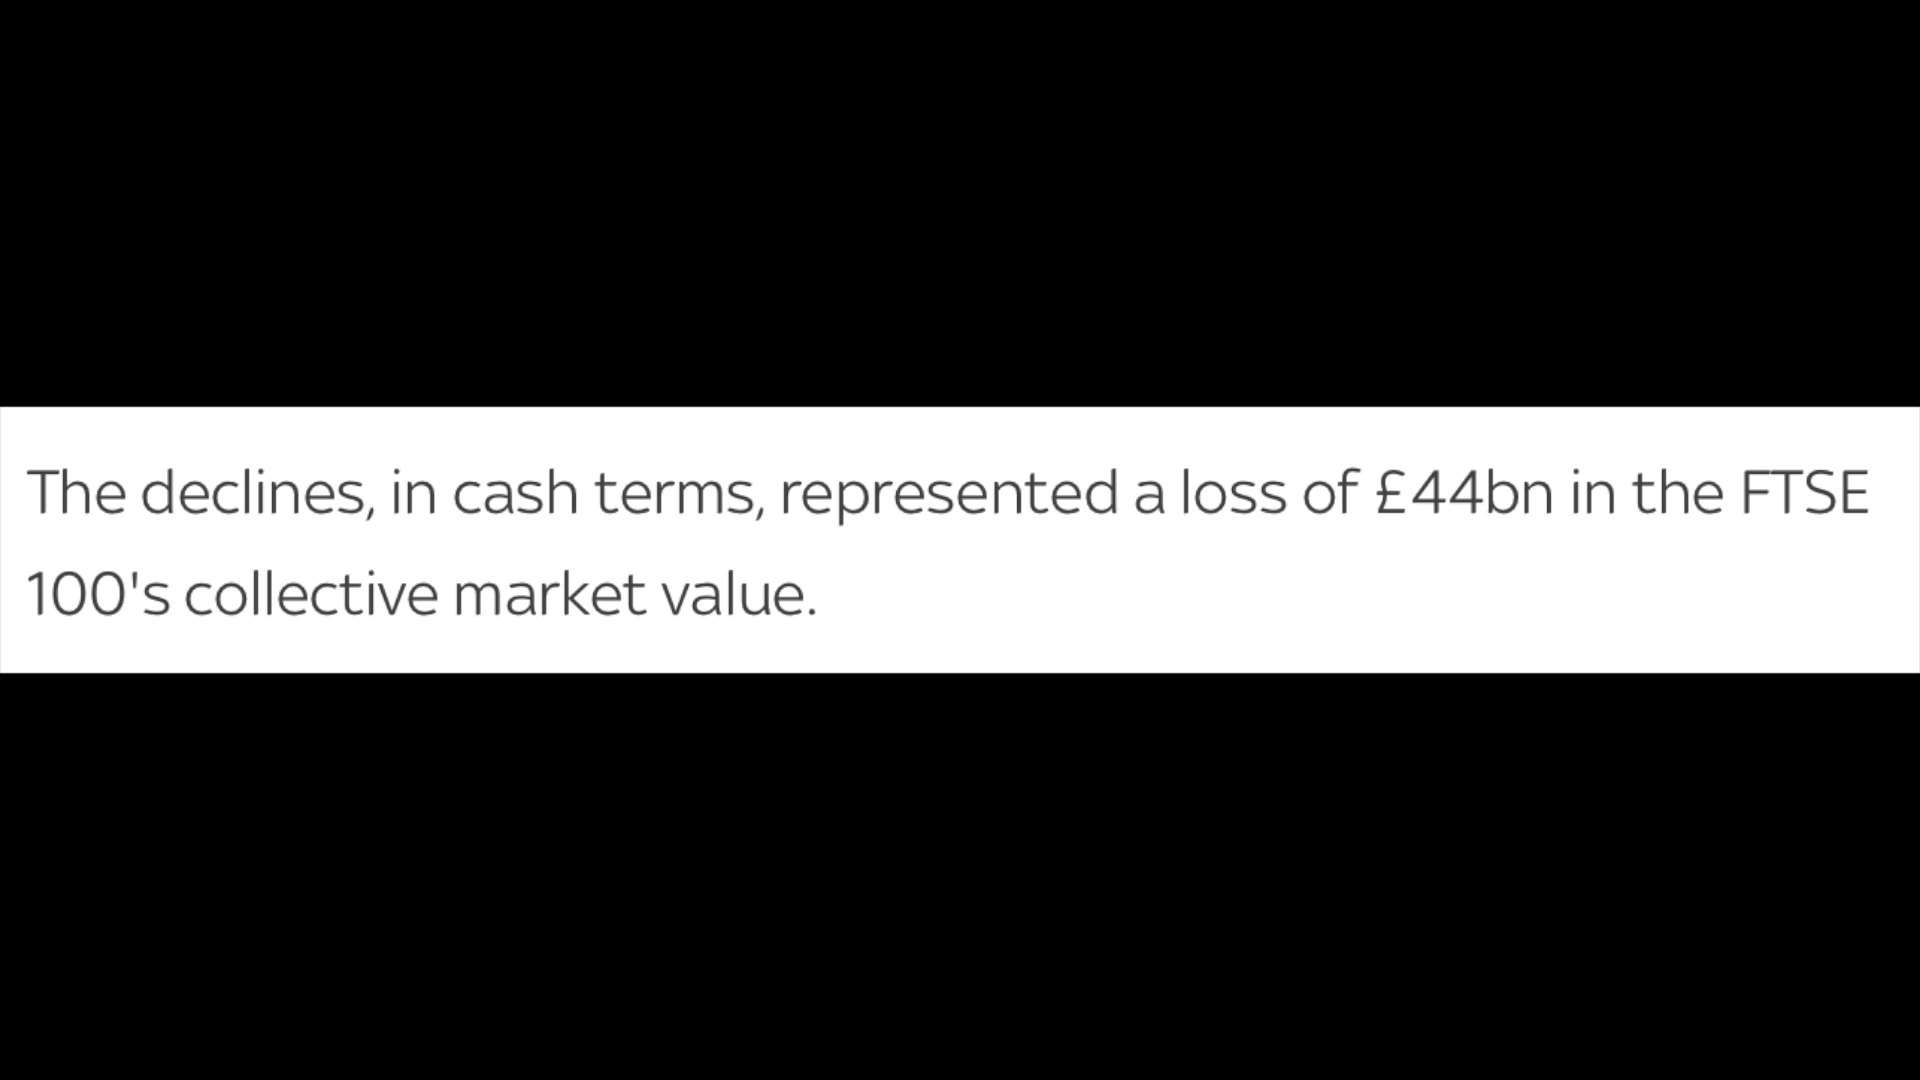 The declines, in cash terms, represented a loss of £44bn in the FTSE
100's collective market value.